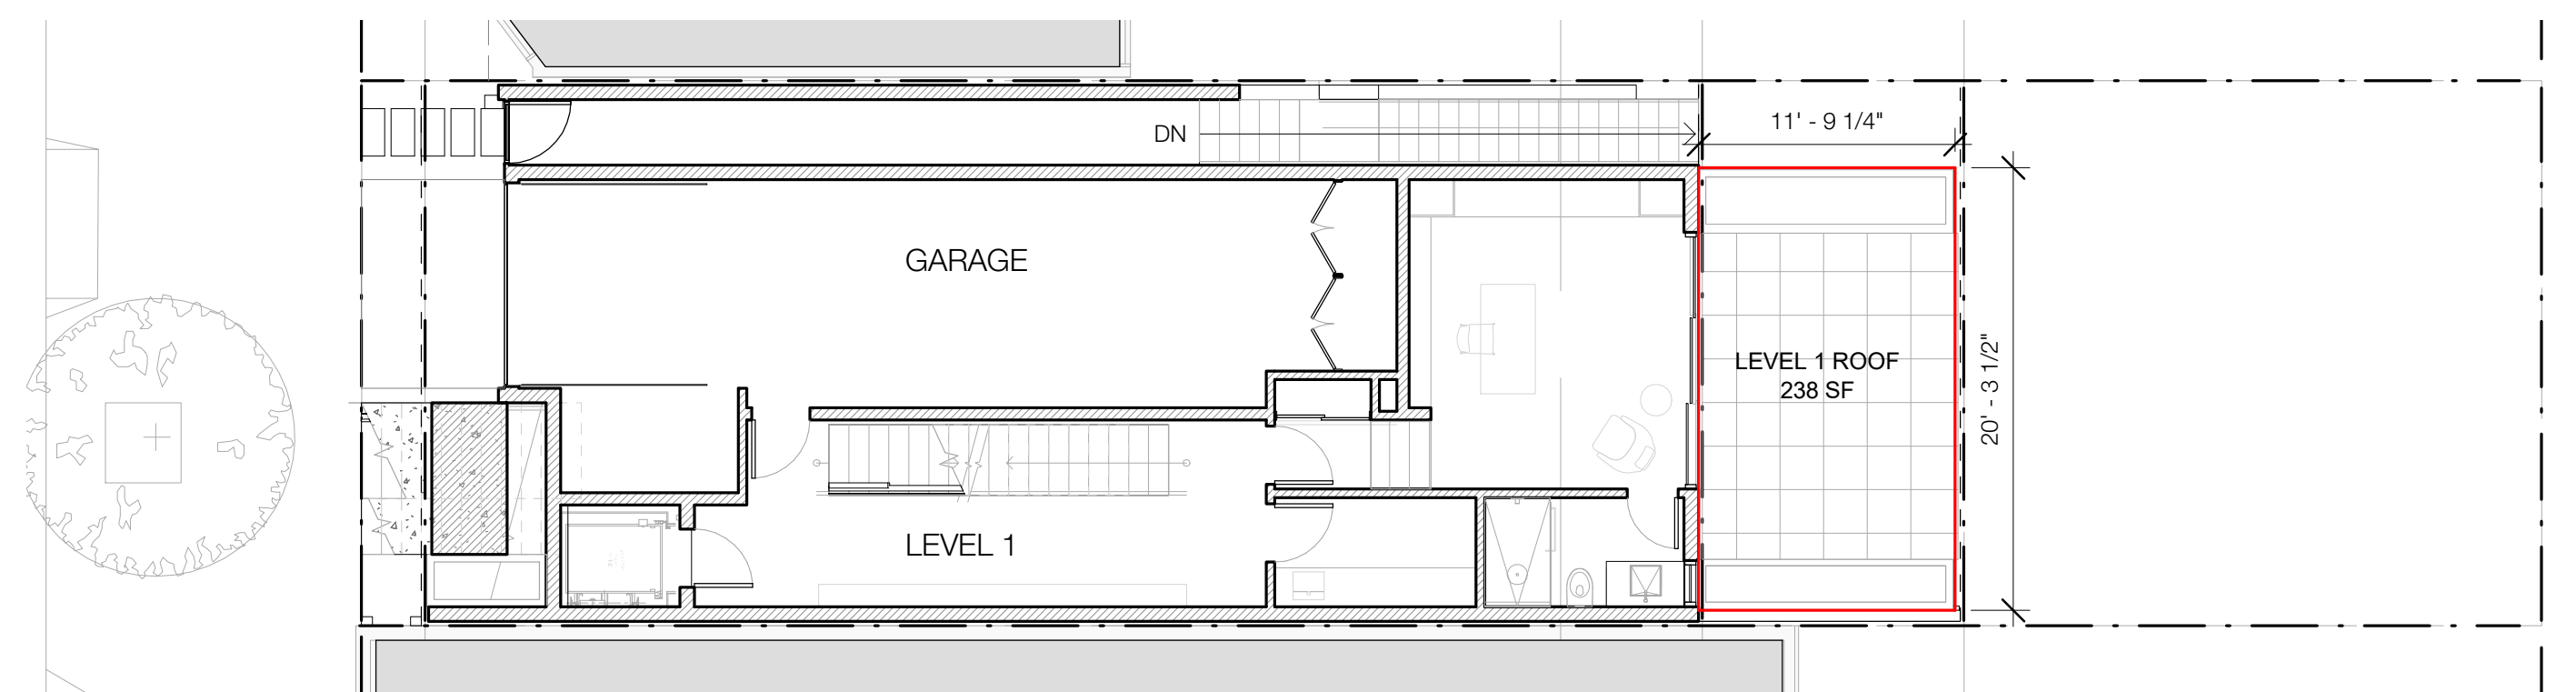 DN
11' - 9 1/4"
GARAGE
LEVEL 1 ROOF
238 SF
20' - 3 1/2"
LEVEL 1